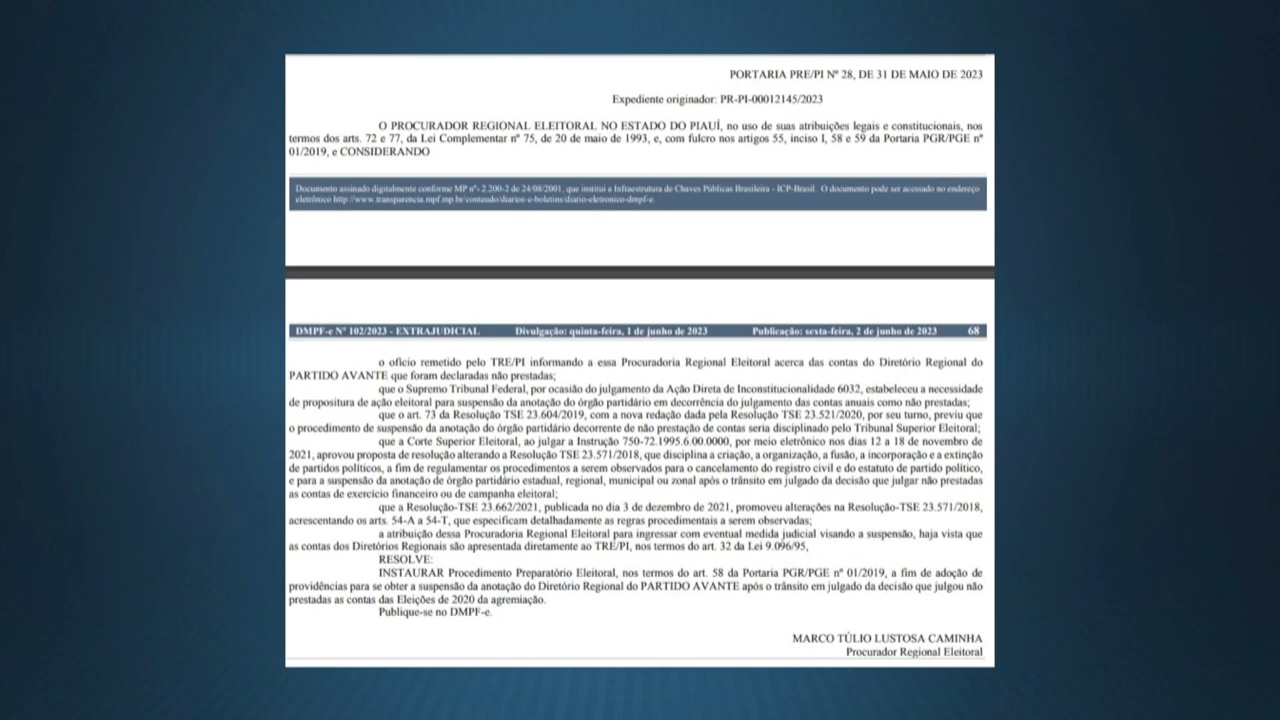 PORTARIA PRE/PI Nº 28, DE 31 DE MAIO DE 2023
Expediente originador: PR-PI-00012145/2023
O PROCURADOR REGIONAL ELEITORAL NO ESTADO DO PIAUÍ, no uso de suas atribuições legais e constitucionais, nos
termos dos arts. 72 e 77, da Lei Complementar nº 75, de 20 de maio de 1993, e, com fulcro nos artigos 55, inciso I, 58 e 59 da Portaria PGR/PGE nº
01/2019, e CONSIDERANDO
Documento assinado digitalmente conforme MP nº- 2.200-2 de 24/08/2001, que institui a Infraestrutura de Chaves Públicas Brasileira - ICP-Brasil. O documento pode ser acessado no endereço
eletrônico http://www.transparencia.mpf.mp.br/conteudo/diarios-e-boletins/diario-eletronico-dmpf-e.
DMPF-e Nº 102/2023 - EXTRAJUDICIAL Divulgação: quinta-feira, 1 de junho de 2023 Publicação: sexta-feira, 2 de junho de 2023 68
o ofício remetido pelo TRE/PI informando a essa Procuradoria Regional Eleitoral acerca das contas do Diretório Regional do
PARTIDO AVANTE que foram declaradas não prestadas;
que o Supremo Tribunal Federal, por ocasião do julgamento da Ação Direta de Inconstitucionalidade 6032, estabeleceu a necessidade
de propositura de ação eleitoral para suspensão da anotação do órgão partidário em decorrência do julgamento das contas anuais como não prestadas;
que o art. 73 da Resolução TSE 23.604/2019, com a nova redação dada pela Resolução TSE 23.521/2020, por seu turno, previu que
o procedimento de suspensão da anotação do órgão partidário decorrente de não prestação de contas seria disciplinado pelo Tribunal Superior Eleitoral;
que a Corte Superior Eleitoral, ao julgar a Instrução 750-72.1995.6.00.0000, por meio eletrônico nos dias 12 a 18 de novembro de
2021, aprovou proposta de resolução alterando a Resolução TSE 23.571/2018, que disciplina a criação, a organização, a fusão, a incorporação e a extinção
de partidos políticos, a fim de regulamentar os procedimentos a serem observados para o cancelamento do registro civil e do estatuto de partido político,
e para a suspensão da anotação de órgão partidário estadual, regional, municipal ou zonal após o trânsito em julgado da decisão que julgar não prestadas
as contas de exercício financeiro ou de campanha eleitoral;
que a Resolução-TSE 23.662/2021, publicada no dia 3 de dezembro de 2021, promoveu alterações na Resolução-TSE 23.571/2018,
acrescentando os arts. 54-A a 54-T, que especificam detalhadamente as regras procedimentais a serem observadas;
a atribuição dessa Procuradoria Regional Eleitoral para ingressar com eventual medida judicial visando a suspensão, haja vista que
as contas dos Diretórios Regionais são apresentada diretamente ao TRE/PI, nos termos do art. 32 da Lei 9.096/95,
RESOLVE:
INSTAURAR Procedimento Preparatório Eleitoral, nos termos do art. 58 da Portaria PGR/PGE nº 01/2019, a fim de adoção de
providências para se obter a suspensão da anotação do Diretório Regional do PARTIDO AVANTE após o trânsito em julgado da decisão que julgou não
prestadas as contas das Eleições de 2020 da agremiação.
Publique-se no DMPF-e.
MARCO TÚLIO LUSTOSA CAMINHA
Procurador Regional Eleitoral